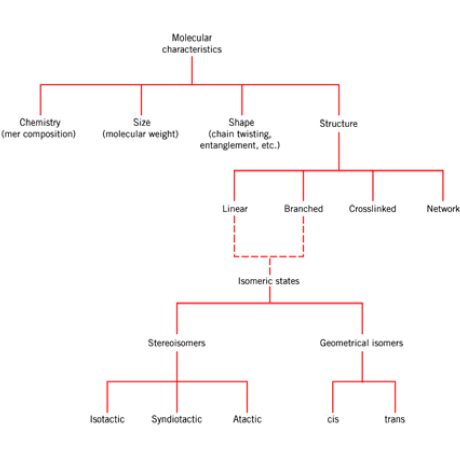 Molecular
characteristics
Chemistry
(mer composition)
Size
(molecular weight)
Shape
(chain twisting,
entanglement, etc.)
Structure
Linear
Branched
Crosslinked
Network
Isomeric states
Stereoisomers
Geometrical isomers
Isotactic
Syndiotactic
Atactic
cis
trans